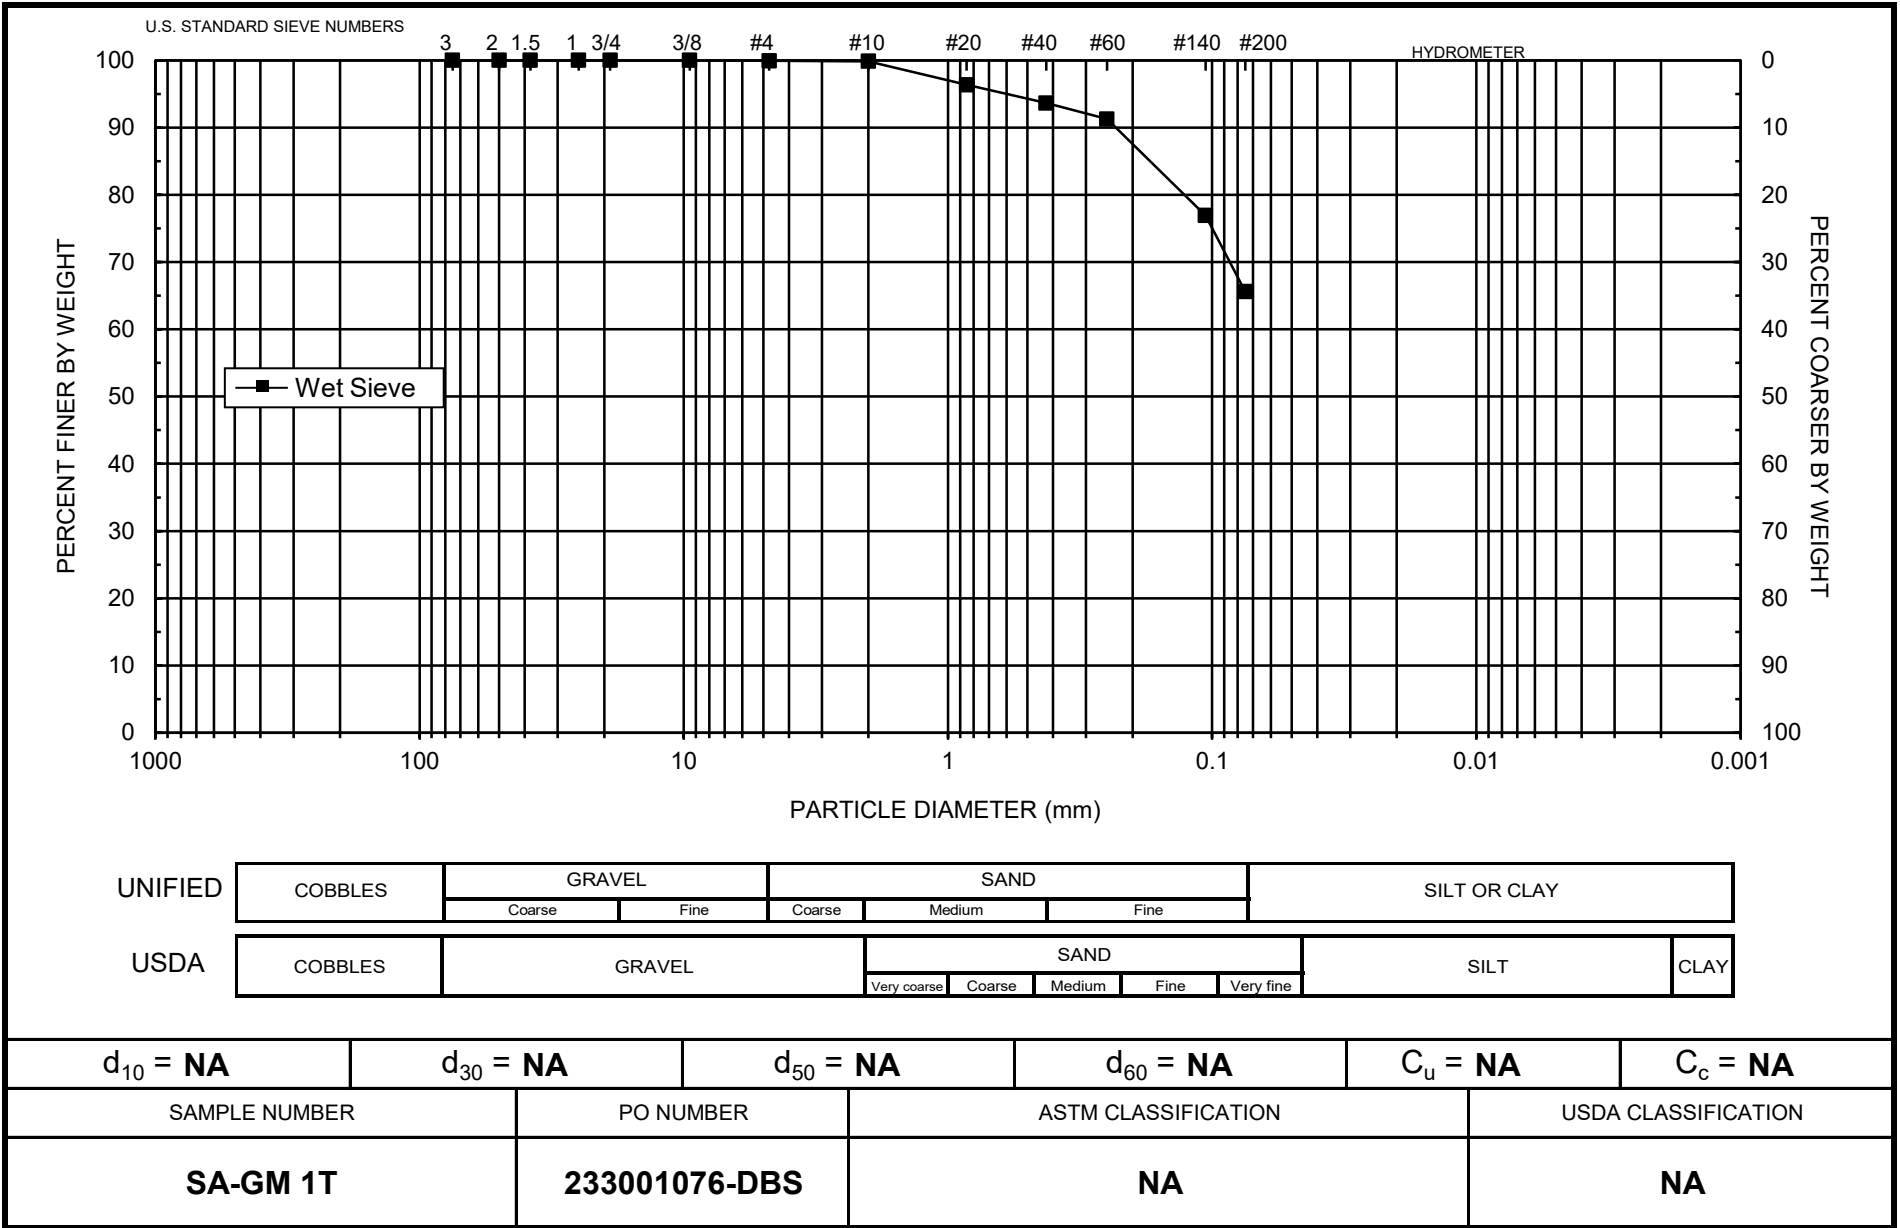 U.S. STANDARD SIEVE NUMBERS
3 2 1.5 1 3/4 3/8 #4 #10 #20 #40 #60 #140 #200
HYDROMETER
100 0
90 10
80 20
70 30
60 40
50 50
40 60
30 70
20 80
10 90
0 100
PERCENT FINER BY WEIGHT
PERCENT COARSER BY WEIGHT
Wet Sieve
1000 100 10 1 0.1 0.01 0.001
PARTICLE DIAMETER (mm)
UNIFIED COBBLES GRAVEL SAND SILT OR CLAY
Coarse Fine Coarse Medium Fine
USDA COBBLES GRAVEL SAND SILT CLAY
Very coarse Coarse Medium Fine Very fine
d10 = NA d30 = NA d50 = NA d60 = NA Cu = NA Cc = NA
SAMPLE NUMBER PO NUMBER ASTM CLASSIFICATION USDA CLASSIFICATION
SA-GM 1T 233001076-DBS NA NA